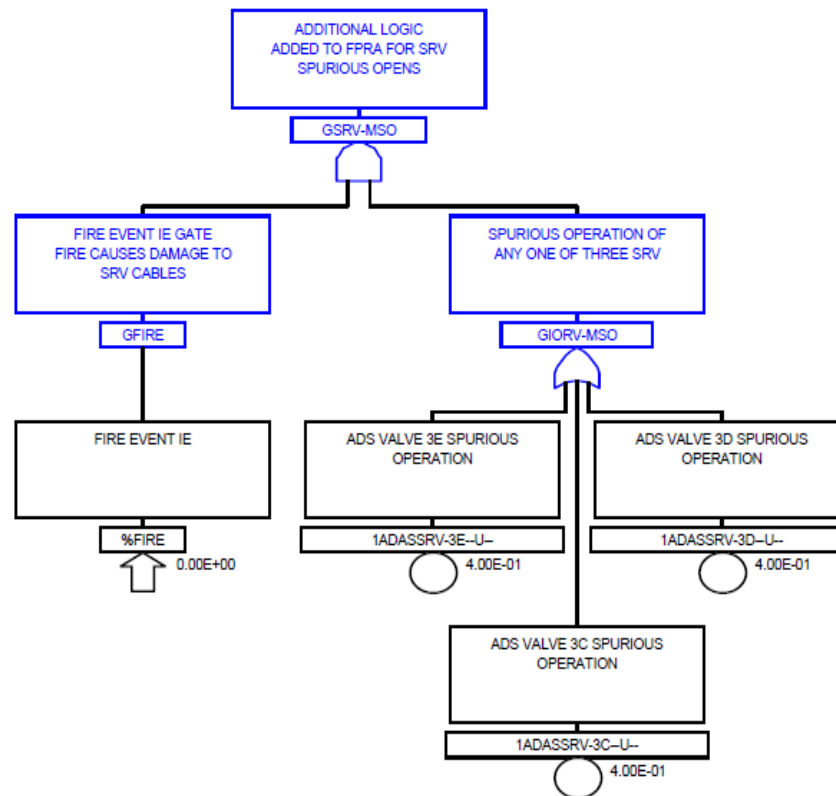 ADDITIONAL LOGIC
ADDED TO FPRA FOR SRV
SPURIOUS OPENS
GSRV-MSO
FIRE EVENT IE GATE
FIRE CAUSES DAMAGE TO
SRV CABLES
GFIRE
SPURIOUS OPERATION OF
ANY ONE OF THREE SRV
GIORV-MSO
FIRE EVENT IE
%FIRE
0.00E+00
ADS VALVE 3E SPURIOUS
OPERATION
1ADASSRV-3E--U--
4.00E-01
ADS VALVE 3D SPURIOUS
OPERATION
1ADASSRV-3D--U--
4.00E-01
ADS VALVE 3C SPURIOUS
OPERATION
1ADASSRV-3C--U--
4.00E-01